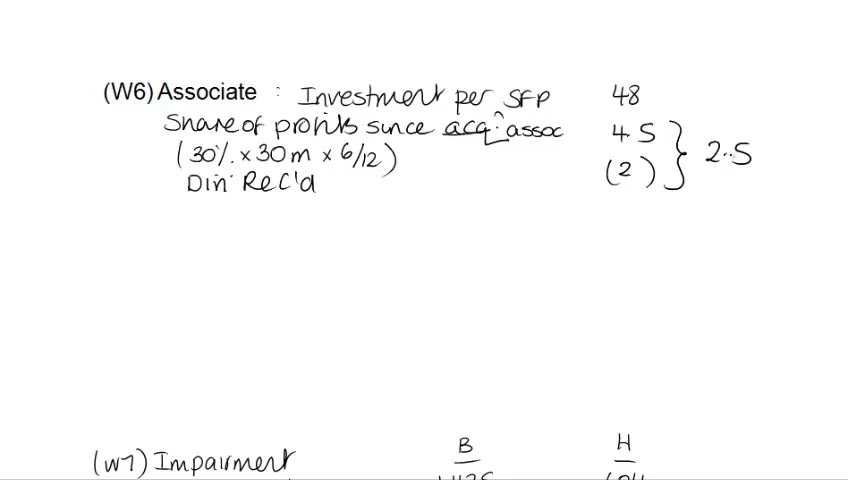 (W6) Associate : Investment per SFP 48
Share of profits since acq. assoc 4 5
(30% × 30m × 6/12) (2) } 2.5
Div Rec'd
B H
(W7) Impairment